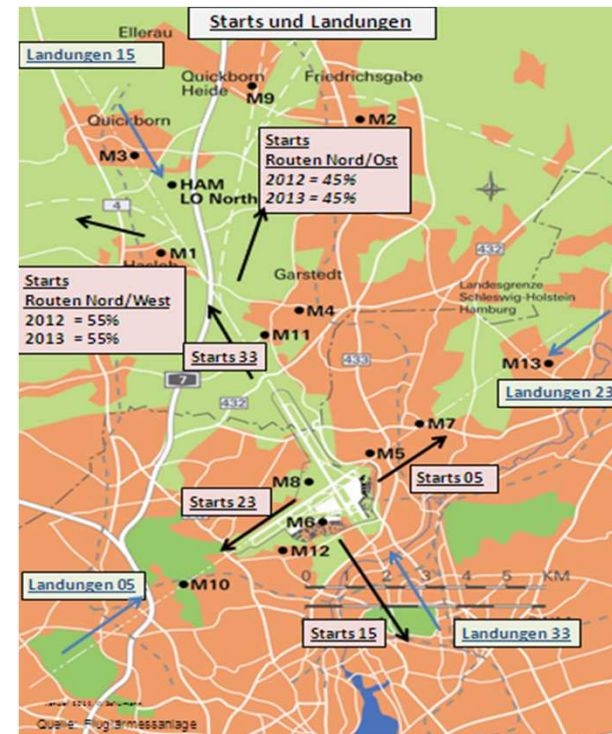 Starts und Landungen
Ellerau
Landungen 15
Quickborn
Heide
Friedrichsgabe
M9
M2
Quickborn
M3
Starts
Routen Nord/Ost
2012 = 45%
2013 = 45%
HAM
LO North
4
M1
432
Garstedt
Landesgrenze
Schleswig-Holstein
Hamburg
Starts
Routen Nord/West
2012 = 55%
2013 = 55%
M4
M11
Starts 33
433
M13
7
Landungen 23
432
M7
M5
M8
Starts 05
Starts 23
M6
M12
Landungen 05
M10
0 1 2 3 4 5 KM
Starts 15
Landungen 33
Quelle: Fluglärmessanlage